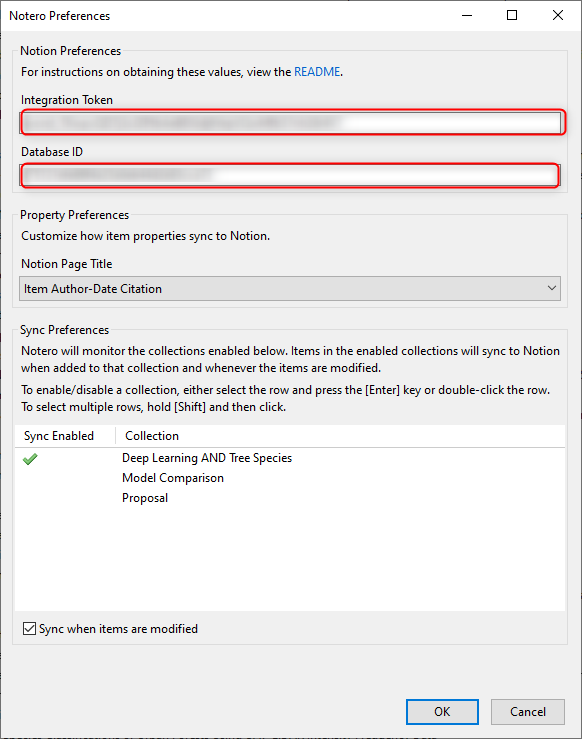 Notero Preferences
Notion Preferences
For instructions on obtaining these values, view the README.
Integration Token
Database ID
Property Preferences
Customize how item properties sync to Notion.
Notion Page Title
Item Author-Date Citation
Sync Preferences
Notero will monitor the collections enabled below. Items in the enabled collections will sync to Notion
when added to that collection and whenever the items are modified.
To enable/disable a collection, either select the row and press the [Enter] key or double-click the row.
To select multiple rows, hold [Shift] and then click.
Sync Enabled Collection
Deep Learning AND Tree Species
Model Comparison
Proposal
Sync when items are modified
OK Cancel